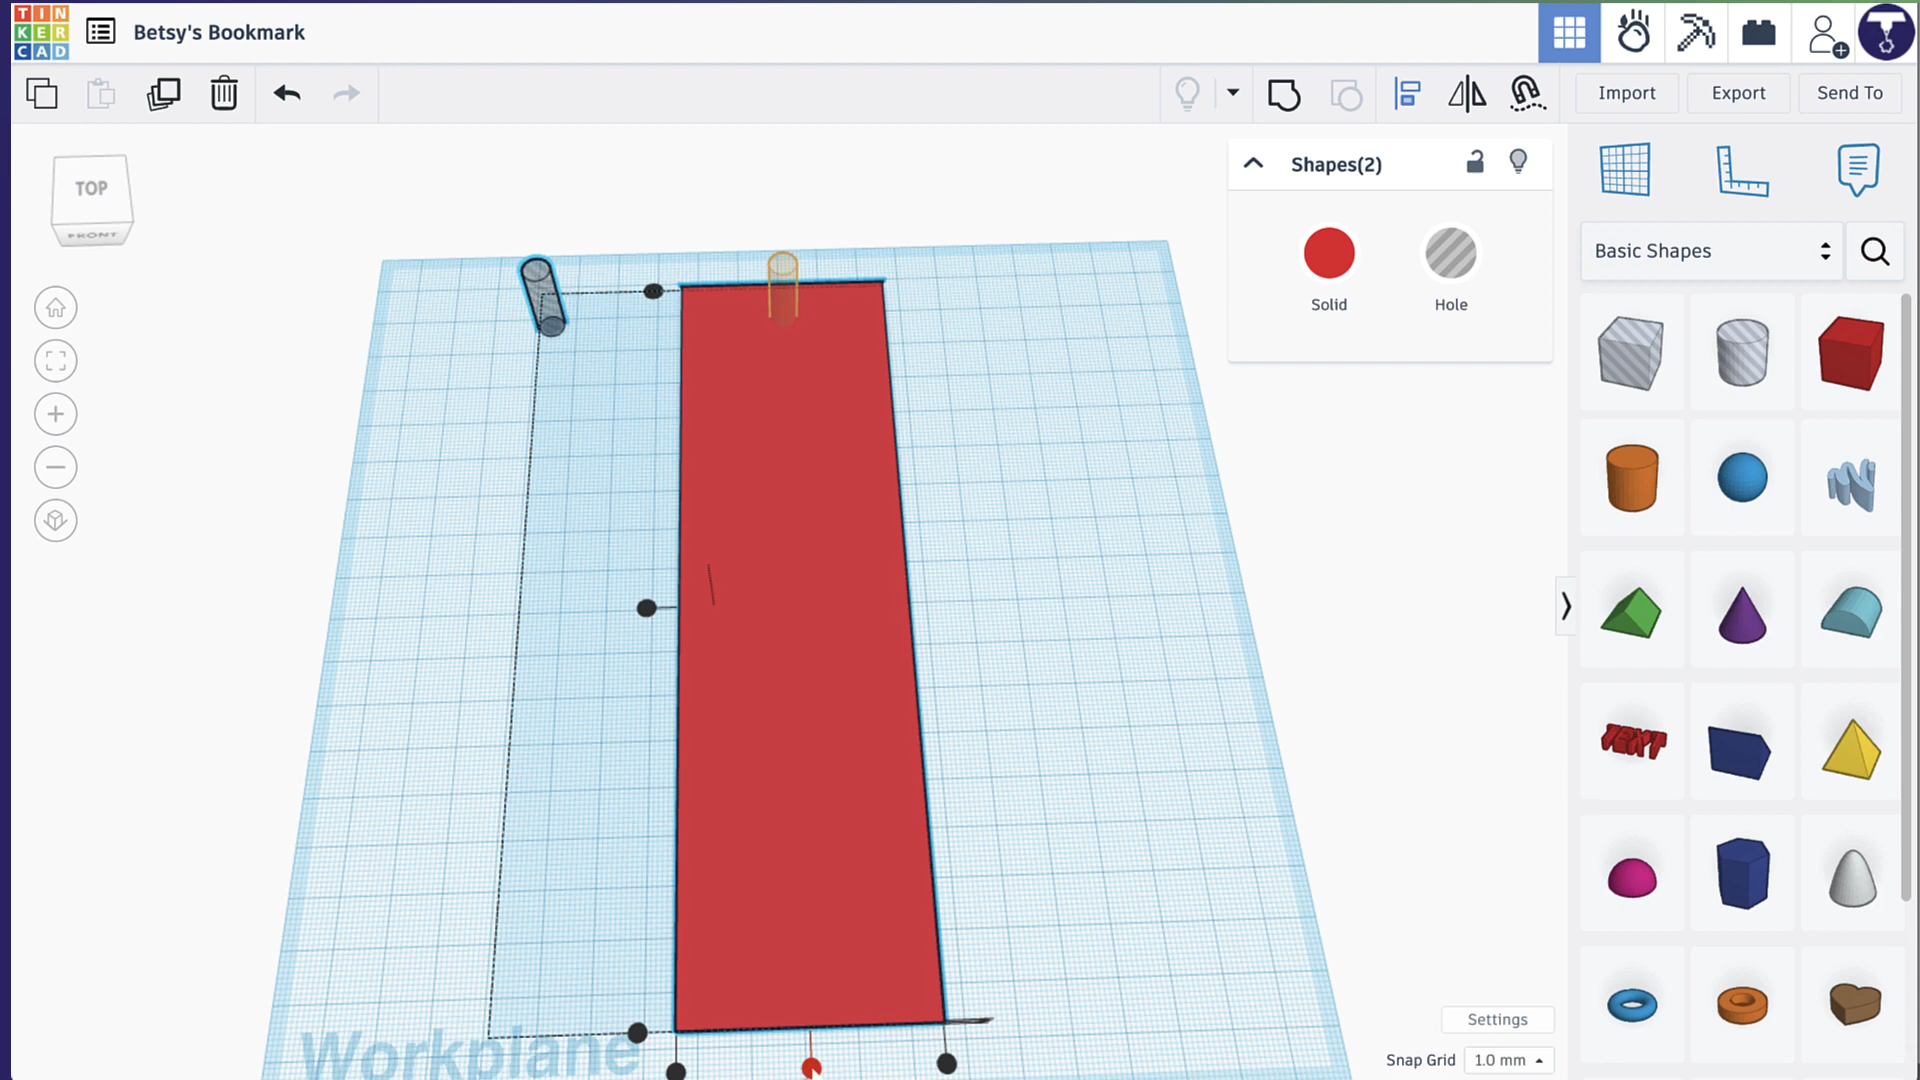 TIN
KER
CAD
Betsy's Bookmark
Import
Export
Send To
TOP
FRONT
Shapes(2)
Solid
Hole
Basic Shapes
TEXT
Workplane
Settings
Snap Grid
1.0 mm